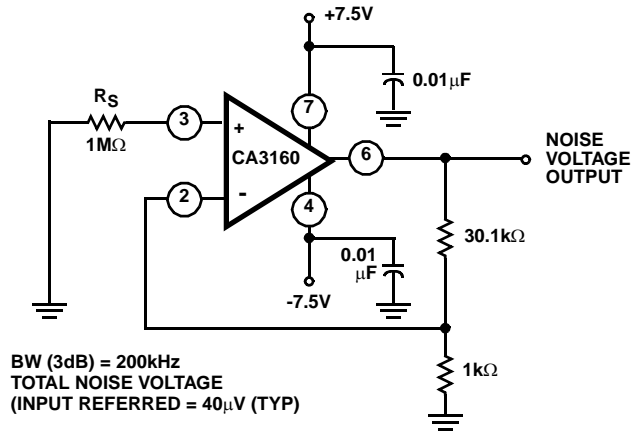 +7.5V
0.01μF
7
RS
3
1MΩ
+
CA3160
6
NOISE
VOLTAGE
OUTPUT
2
-
4
30.1kΩ
0.01
μF
-7.5V
1kΩ
BW (3dB) = 200kHz
TOTAL NOISE VOLTAGE
(INPUT REFERRED = 40μV (TYP)